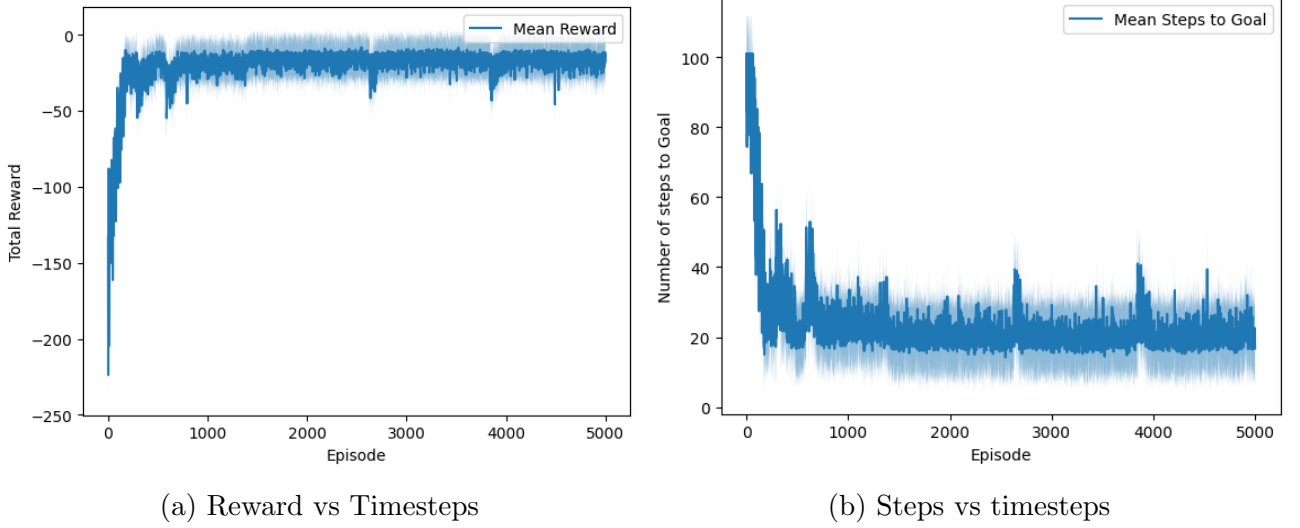 Mean Reward
0
−50
−100
−150
−200
−250
Total Reward
0 1000 2000 3000 4000 5000
Episode
(a) Reward vs Timesteps
Mean Steps to Goal
100
80
60
40
20
0
Number of steps to Goal
0 1000 2000 3000 4000 5000
Episode
(b) Steps vs timesteps